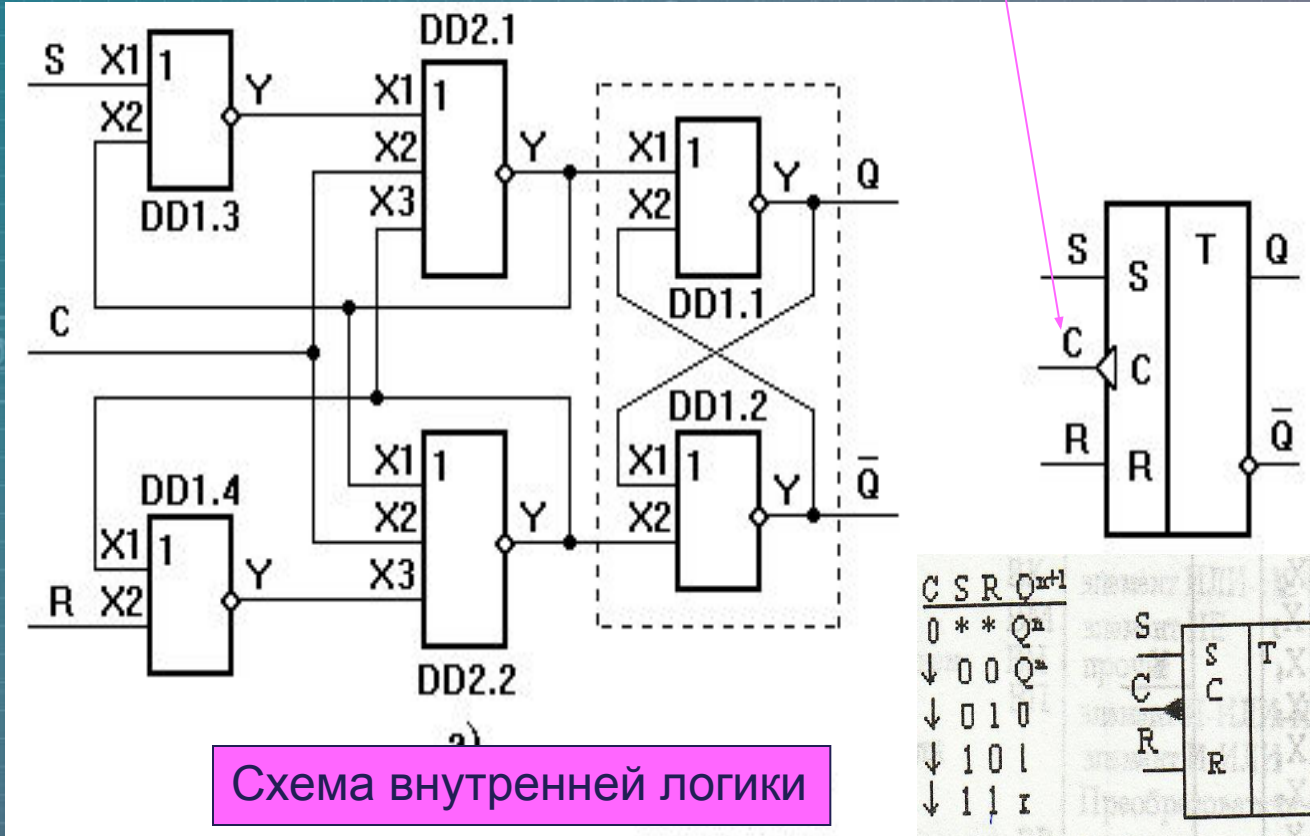 DD2.1
S X1 1 Y X1 1
X2 X2 Y X1 1 Y Q
DD1.3 X3 X2
DD1.1
C
DD1.2
DD1.4 X1 1 X1 1 Y Q̅
X1 1 Y X2 Y X2
R X2 X3
DD2.2
а)
Схема внутренней логики
S S T Q
C C
R R Q̅
C S R Qⁿ⁺¹
0 * * Qⁿ
↓ 0 0 Qⁿ
↓ 0 1 0
↓ 1 0 1
↓ 1 1 x
S S T
C C
R R